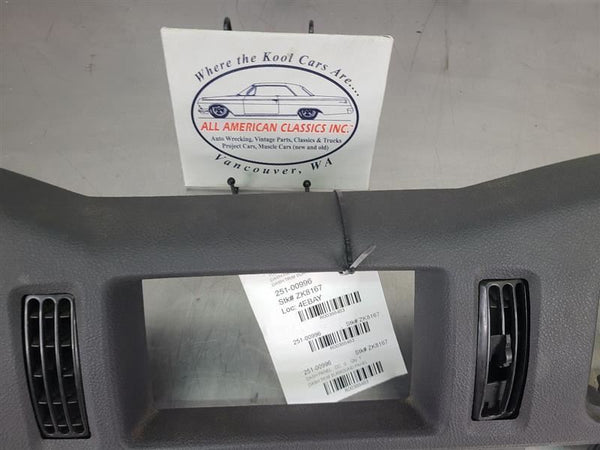 Where the Kool Cars Are....
ALL AMERICAN CLASSICS INC.
Auto Wrecking, Vintage Parts, Classics & Trucks
Project Cars, Muscle Cars (new and old)
Vancouver, WA
251-00996
Stk# ZK8167
Loc: 4EBAY
251-00996 Stk# ZK8167
251-00996 Stk# ZK8167